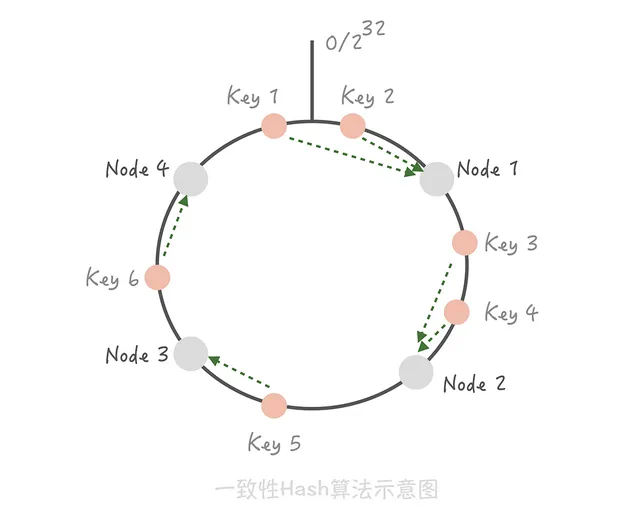 0/2^32
Key 1
Key 2
Node 4
Node 1
Key 3
Key 6
Key 4
Node 3
Node 2
Key 5
一致性Hash算法示意图